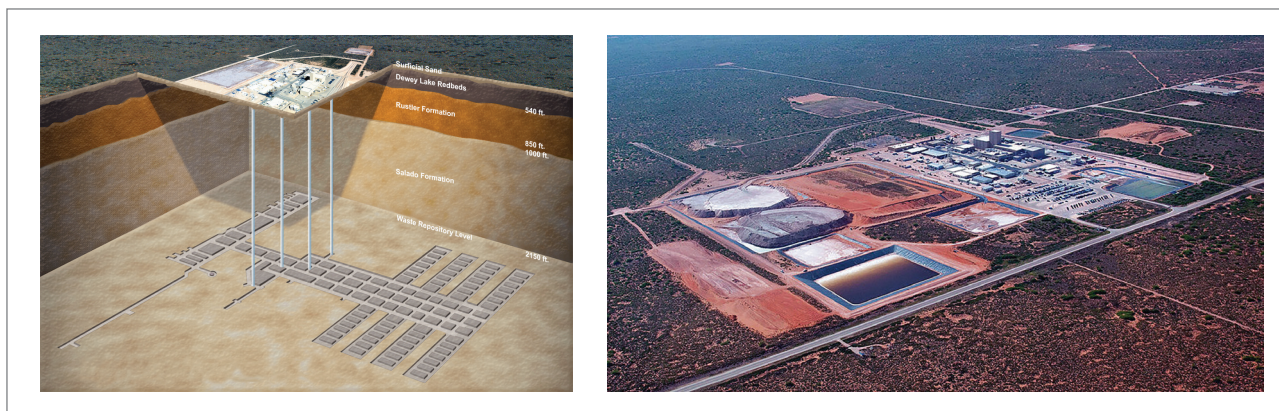 Surficial Sand
Dewey Lake Redbeds
540 ft.
Rustler Formation
850 ft.
1000 ft.
Salado Formation
Waste Repository Level
2150 ft.